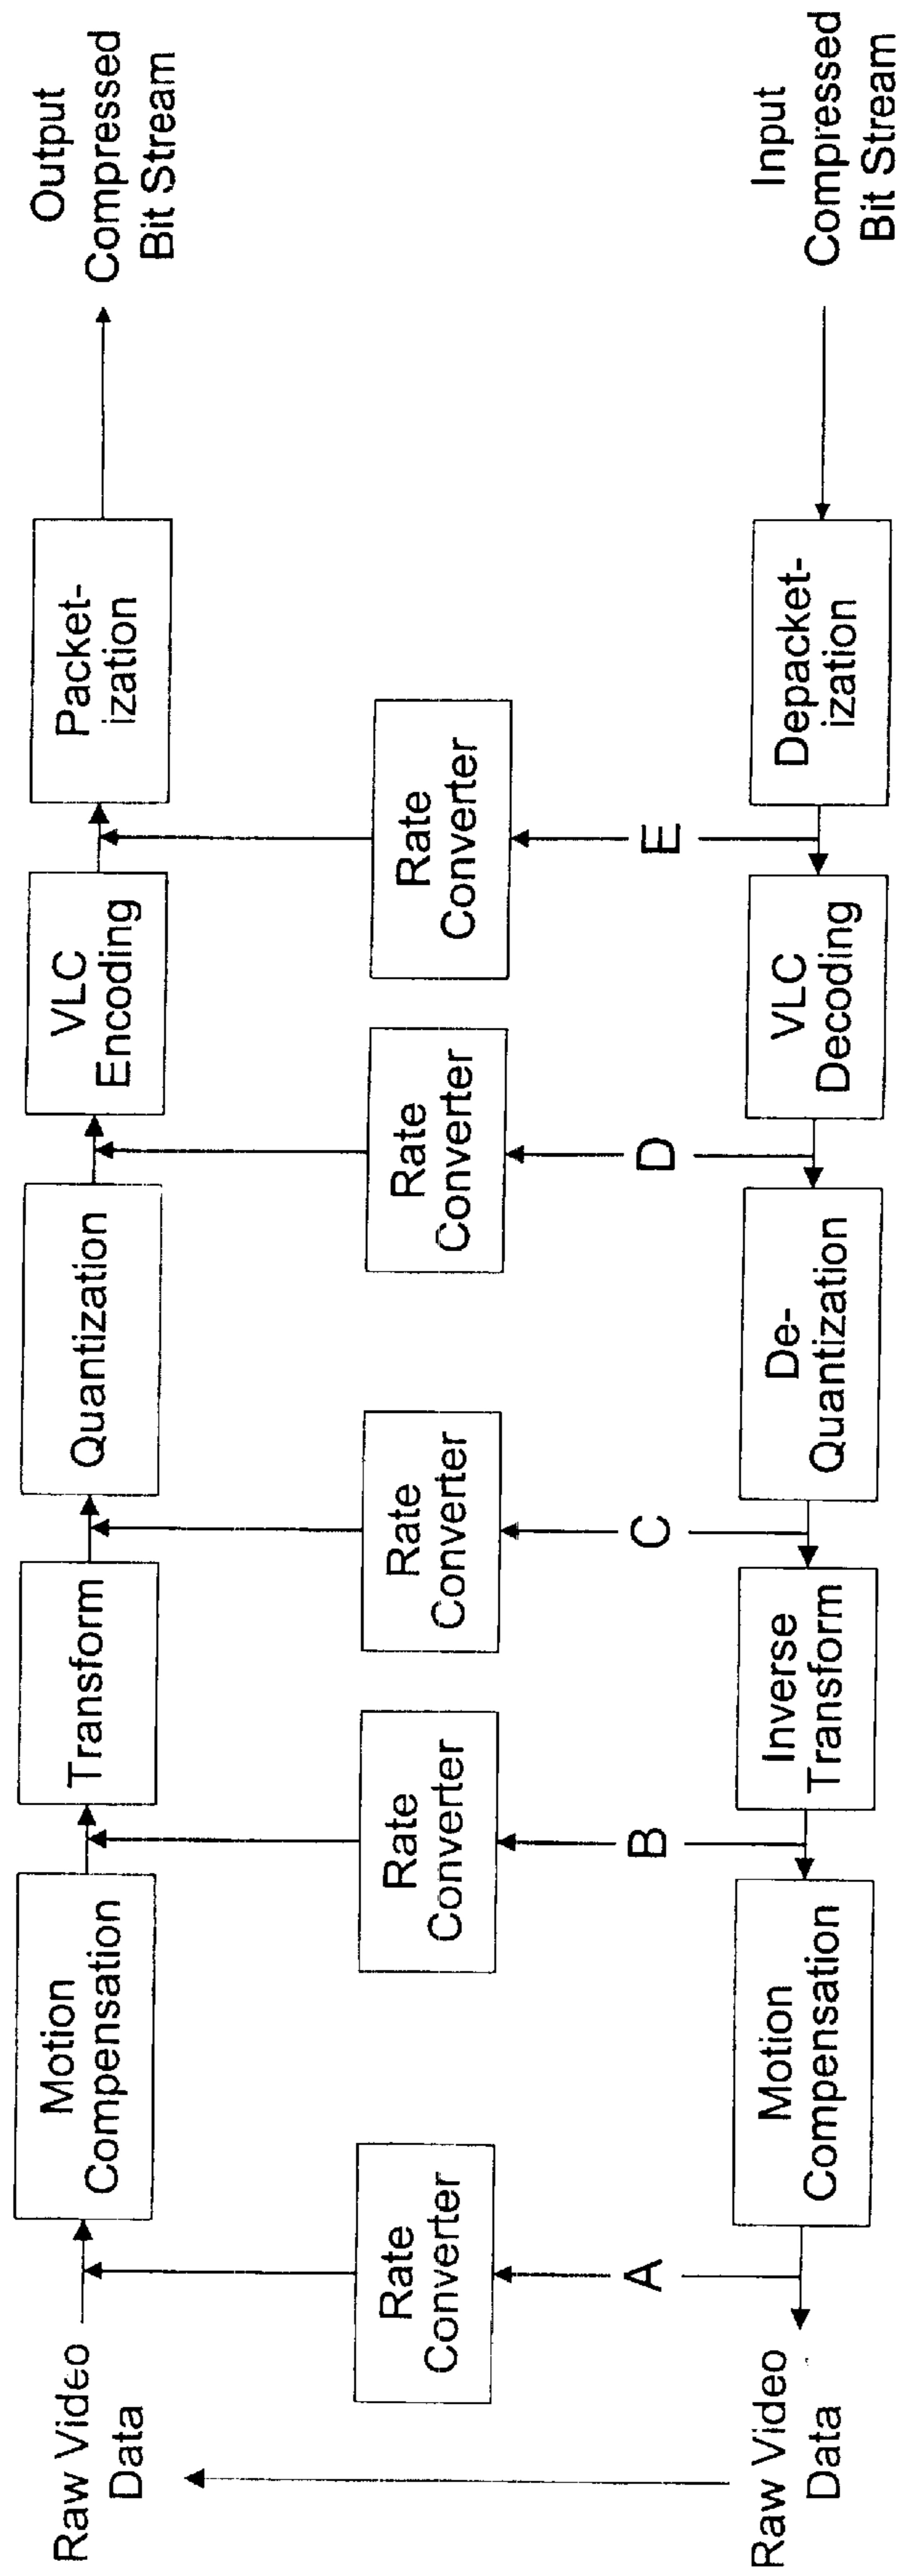 Raw Video
Data
Motion
Compensation
Transform
Quantization
VLC
Encoding
Packet-
ization
Output
Compressed
Bit Stream
Rate
Converter
Rate
Converter
Rate
Converter
Rate
Converter
Rate
Converter
A
B
C
D
E
Raw Video
Data
Motion
Compensation
Inverse
Transform
De-
Quantization
VLC
Decoding
Depacket-
ization
Input
Compressed
Bit Stream